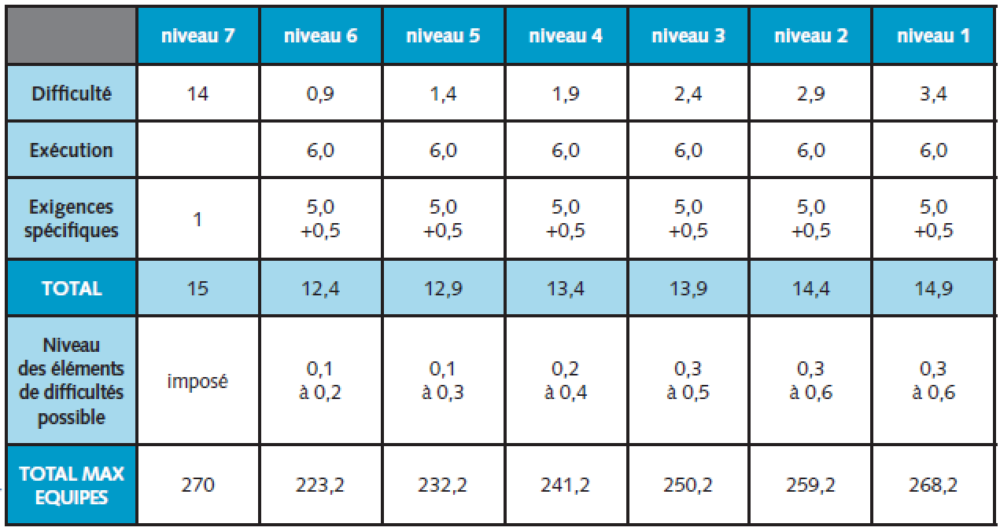 niveau 7 niveau 6 niveau 5 niveau 4 niveau 3 niveau 2 niveau 1
Difficulté 14 0,9 1,4 1,9 2,4 2,9 3,4
Exécution 6,0 6,0 6,0 6,0 6,0 6,0
Exigences
spécifiques
1
5,0 5,0 5,0 5,0 5,0 5,0
+0,5 +0,5 +0,5 +0,5 +0,5 +0,5
TOTAL 15 12,4 12,9 13,4 13,9 14,4 14,9
Niveau
des éléments
de difficultés
possible
imposé
0,1 0,1 0,2 0,3 0,3 0,3
à 0,2 à 0,3 à 0,4 à 0,5 à 0,6 à 0,6
TOTAL MAX
EQUIPES
270 223,2 232,2 241,2 250,2 259,2 268,2